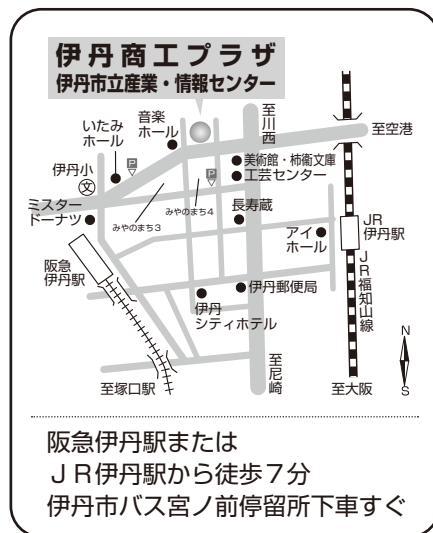 伊丹商工プラザ
伊丹市立産業・情報センター
至川西
音楽
ホール
いたみ
ホール
至空港
P
伊丹小
文
P
美術館・柿衞文庫
工芸センター
ミスター
ドーナツ
みやのまち3
みやのまち4
長寿蔵
アイ
ホール
JR
伊丹駅
阪急
伊丹駅
JR福知山線
伊丹郵便局
伊丹
シティホテル
N
至尼崎
至塚口駅
至大阪
S
阪急伊丹駅または
JR伊丹駅から徒歩7分
伊丹市バス宮ノ前停留所下車すぐ